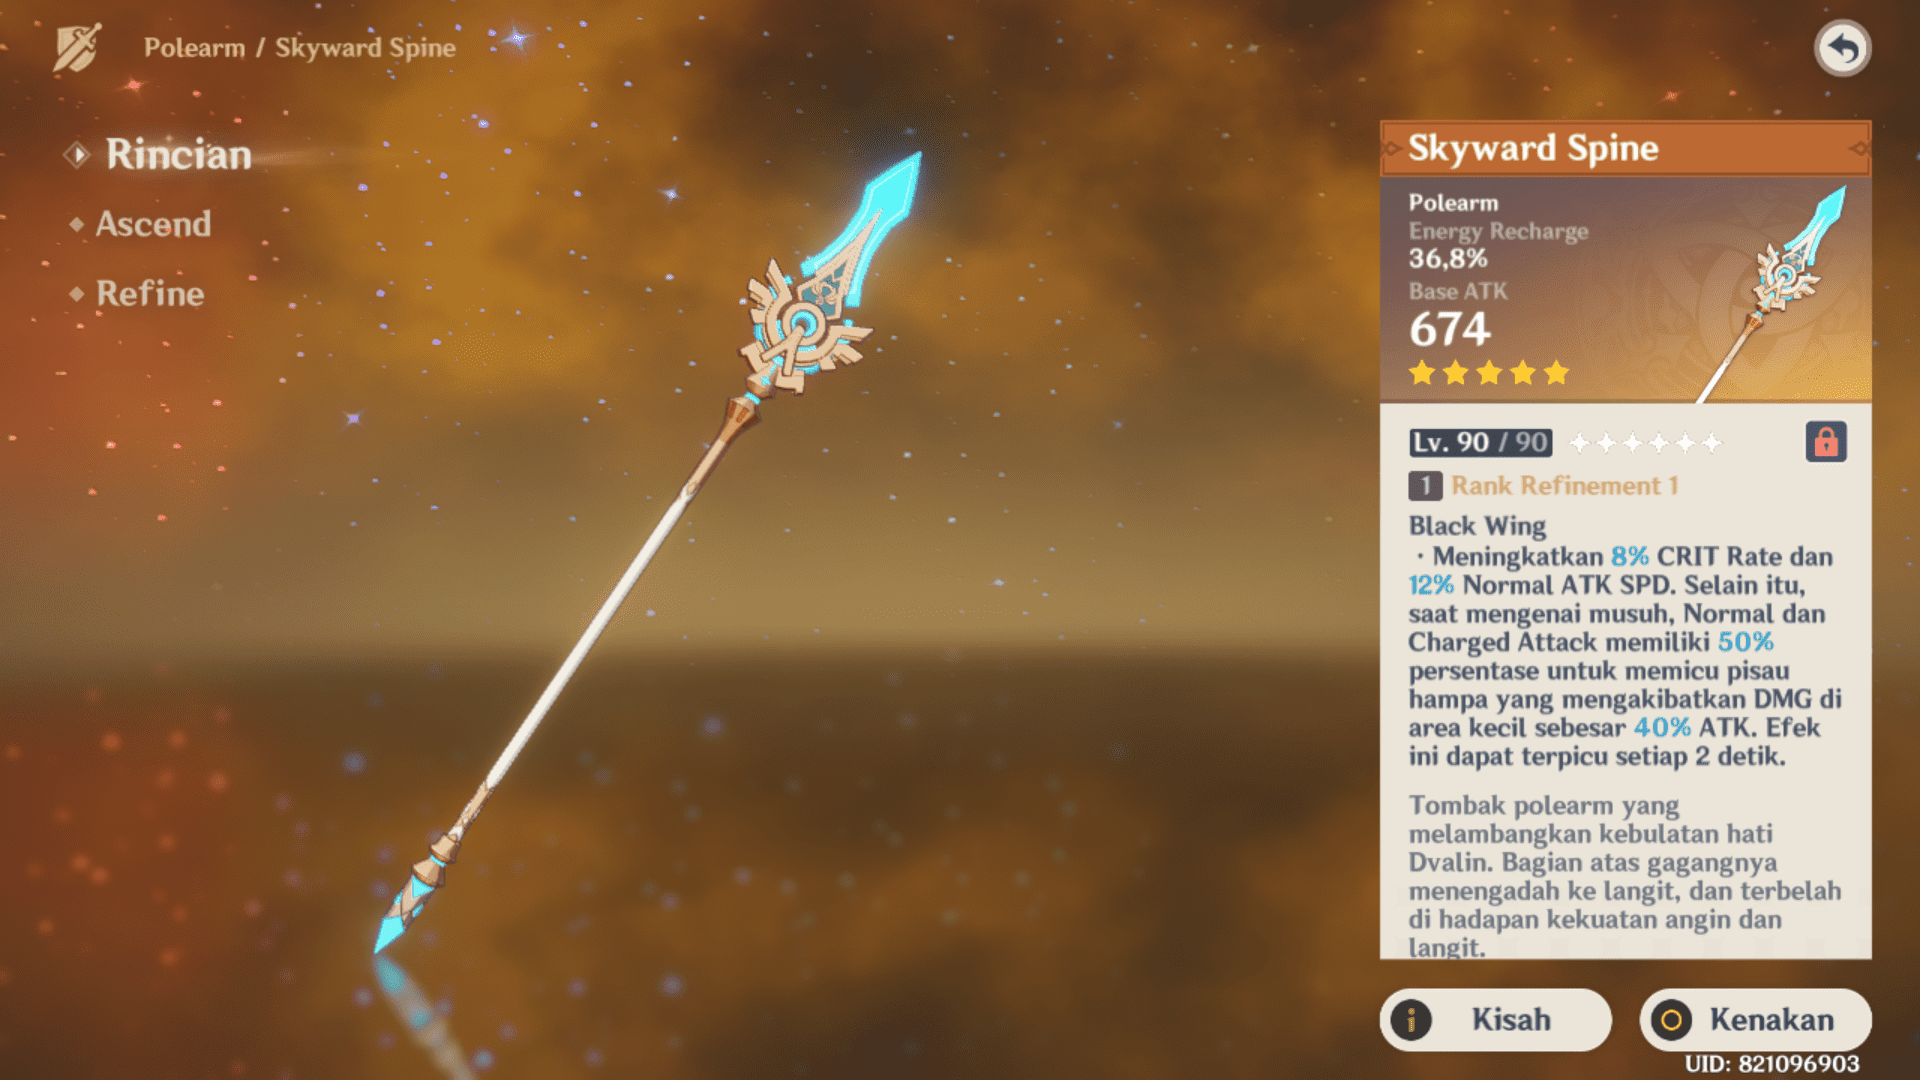 Polearm / Skyward Spine
Rincian
Ascend
Refine
Skyward Spine
Polearm
Energy Recharge
36,8%
Base ATK
674
Lv. 90 / 90
1 Rank Refinement 1
Black Wing
· Meningkatkan 8% CRIT Rate dan
12% Normal ATK SPD. Selain itu,
saat mengenai musuh, Normal dan
Charged Attack memiliki 50%
persentase untuk memicu pisau
hampa yang mengakibatkan DMG di
area kecil sebesar 40% ATK. Efek
ini dapat terpicu setiap 2 detik.
Tombak polearm yang
melambangkan kebulatan hati
Dvalin. Bagian atas gagangnya
menengadah ke langit, dan terbelah
di hadapan kekuatan angin dan
langit.
Kisah
Kenakan
UID: 821096903